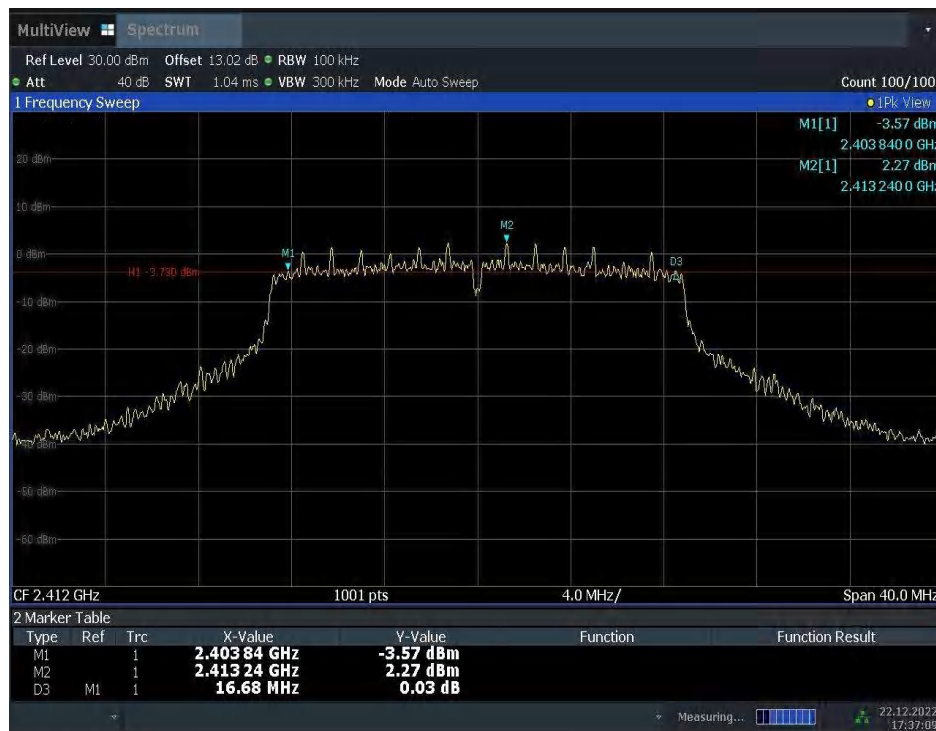 MultiView Spectrum
Ref Level 30.00 dBm Offset 13.02 dB RBW 100 kHz
Att 40 dB SWT 1.04 ms VBW 300 kHz Mode Auto Sweep Count 100/100
1 Frequency Sweep 1Pk View
M1[1] -3.57 dBm
2.403 840 0 GHz
M2[1] 2.27 dBm
2.413 240 0 GHz
20 dBm
10 dBm
M2
0 dBm
M1
D3
H1 -3.730 dBm
-10 dBm
-20 dBm
-30 dBm
-40 dBm
-50 dBm
-60 dBm
CF 2.412 GHz 1001 pts 4.0 MHz/ Span 40.0 MHz
2 Marker Table
Type Ref Trc X-Value Y-Value Function Function Result
M1 1 2.403 84 GHz -3.57 dBm
M2 1 2.413 24 GHz 2.27 dBm
D3 M1 1 16.68 MHz 0.03 dB
Measuring... 22.12.2022
17:37:09